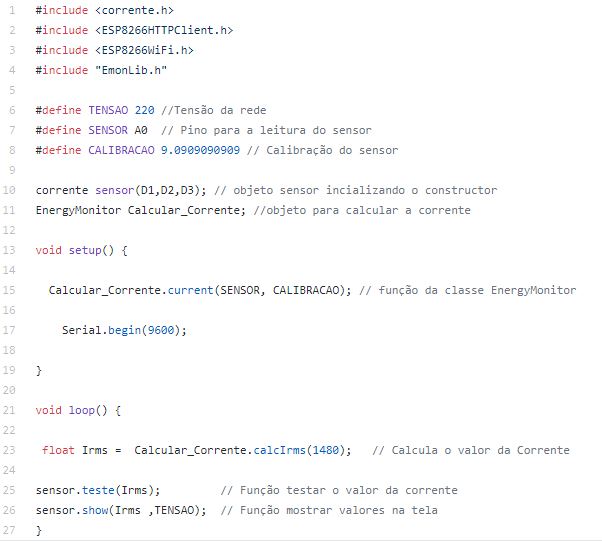 1 #include <corrente.h>
2 #include <ESP8266HTTPClient.h>
3 #include <ESP8266WiFi.h>
4 #include "EmonLib.h"
5
6 #define TENSAO 220 //Tensão da rede
7 #define SENSOR A0  // Pino para a leitura do sensor
8 #define CALIBRACAO 9.0909090909 // Calibração do sensor
9
10 corrente sensor(D1,D2,D3); // objeto sensor incializando o constructor
11 EnergyMonitor Calcular_Corrente; //objeto para calcular a corrente
12
13 void setup() {
14
15   Calcular_Corrente.current(SENSOR, CALIBRACAO); // função da classe EnergyMonitor
16
17     Serial.begin(9600);
18
19 }
20
21 void loop() {
22
23  float Irms =  Calcular_Corrente.calcIrms(1480);   // Calcula o valor da Corrente
24
25 sensor.teste(Irms);         // Função testar o valor da corrente
26 sensor.show(Irms ,TENSAO);  // Função mostrar valores na tela
27 }